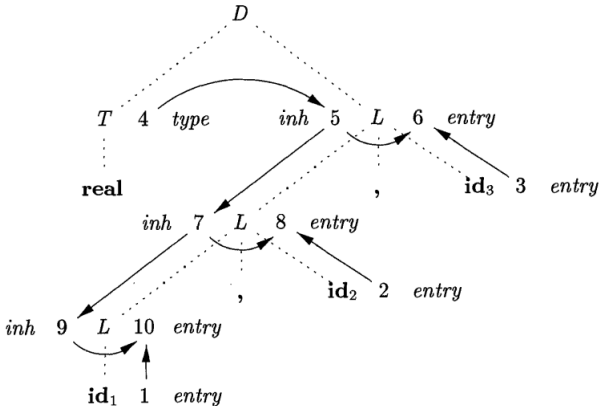 D
T 4 type inh 5 L 6 entry
real , id₃ 3 entry
inh 7 L 8 entry
, id₂ 2 entry
inh 9 L 10 entry
id₁ 1 entry